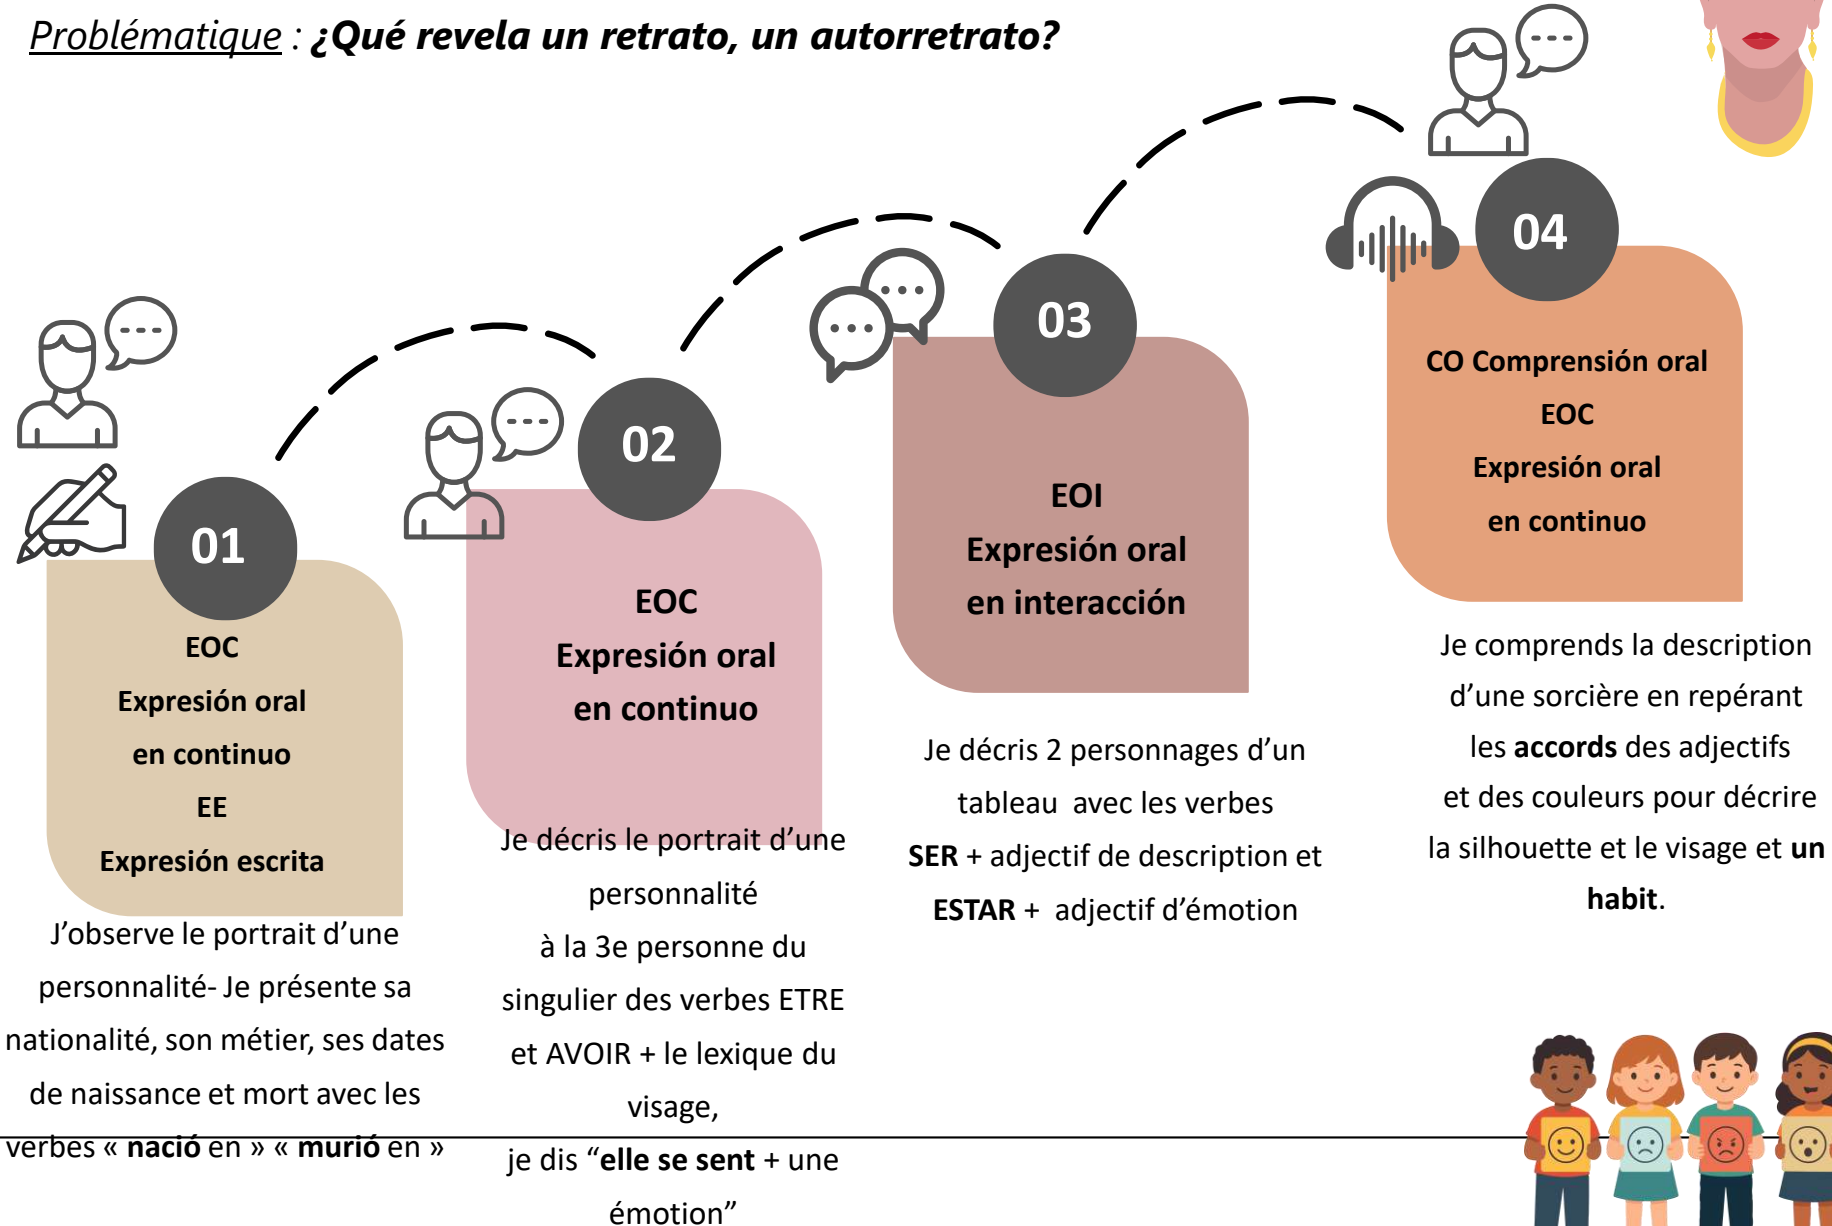 Problématique : ¿Qué revela un retrato, un autorretrato?
01
EOC
Expresión oral
en continuo
EE
Expresión escrita
J’observe le portrait d’une
personnalité- Je présente sa
nationalité, son métier, ses dates
de naissance et mort avec les
verbes « nació en » « murió en »
02
EOC
Expresión oral
en continuo
Je décris le portrait d’une
personnalité
à la 3e personne du
singulier des verbes ETRE
et AVOIR + le lexique du
visage,
je dis “elle se sent + une
émotion”
03
EOI
Expresión oral
en interacción
Je décris 2 personnages d’un
tableau avec les verbes
SER + adjectif de description et
ESTAR + adjectif d’émotion
04
CO Comprensión oral
EOC
Expresión oral
en continuo
Je comprends la description
d’une sorcière en repérant
les accords des adjectifs
et des couleurs pour décrire
la silhouette et le visage et un
habit.